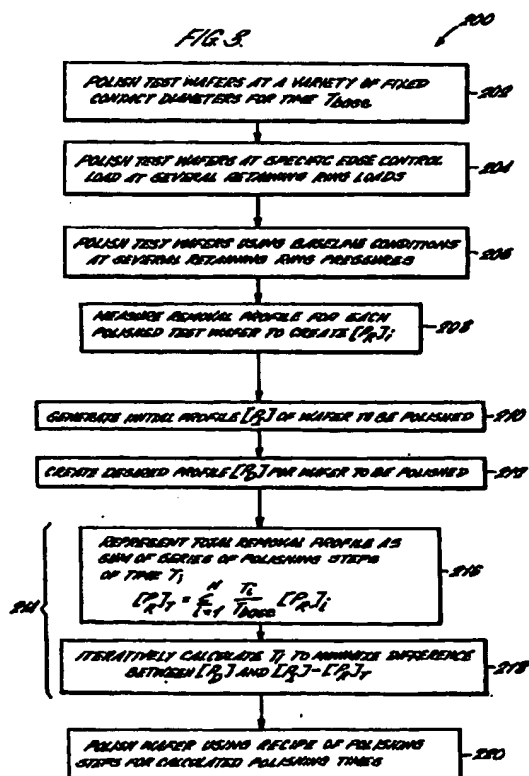 FIG. 3.
200
POLISH TEST WAFERS AT A VARIETY OF FIXED
CONTACT DIAMETERS FOR TIME Tbase
202
POLISH TEST WAFERS AT SPECIFIC EDGE CONTROL
LOAD AT SEVERAL RETAINING RING LOADS
204
POLISH TEST WAFERS USING BASELINE CONDITIONS
AT SEVERAL RETAINING RING PRESSURES
206
MEASURE REMOVAL PROFILE FOR EACH
POLISHED TEST WAFER TO CREATE [PR]i
208
GENERATE INITIAL PROFILE [PI] OF WAFER TO BE POLISHED
210
CREATE DESIRED PROFILE [PD] FOR WAFER TO BE POLISHED
212
214
REPRESENT TOTAL REMOVAL PROFILE AS
SUM OF SERIES OF POLISHING STEPS
OF TIME Ti
[PR]T = Σ i=1 N Ti/Tbase [PR]i
216
ITERATIVELY CALCULATE Ti TO MINIMIZE DIFFERENCE
BETWEEN [PD] AND [PI]-[PR]T
218
POLISH WAFER USING RECIPE OF POLISHING
STEPS FOR CALCULATED POLISHING TIMES
220